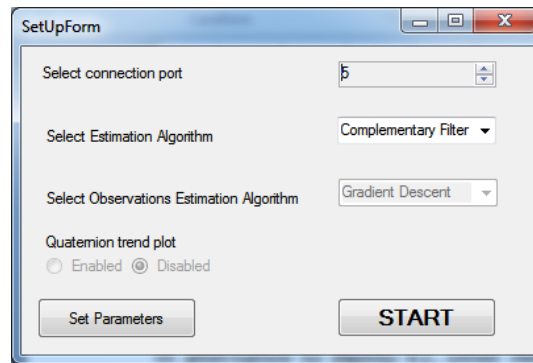 SetUpForm
Select connection port
5
Select Estimation Algorithm
Complementary Filter
Select Observations Estimation Algorithm
Gradient Descent
Quaternion trend plot
Enabled Disabled
Set Parameters
START